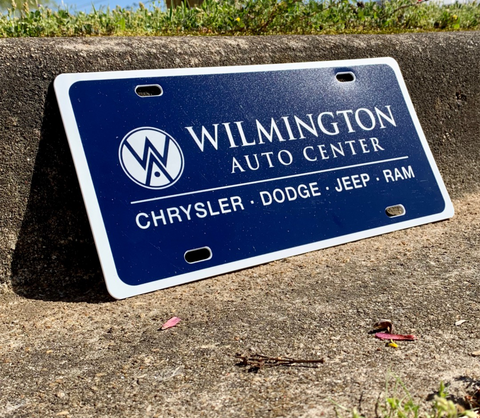 WILMINGTON
AUTO CENTER
CHRYSLER · DODGE · JEEP · RAM